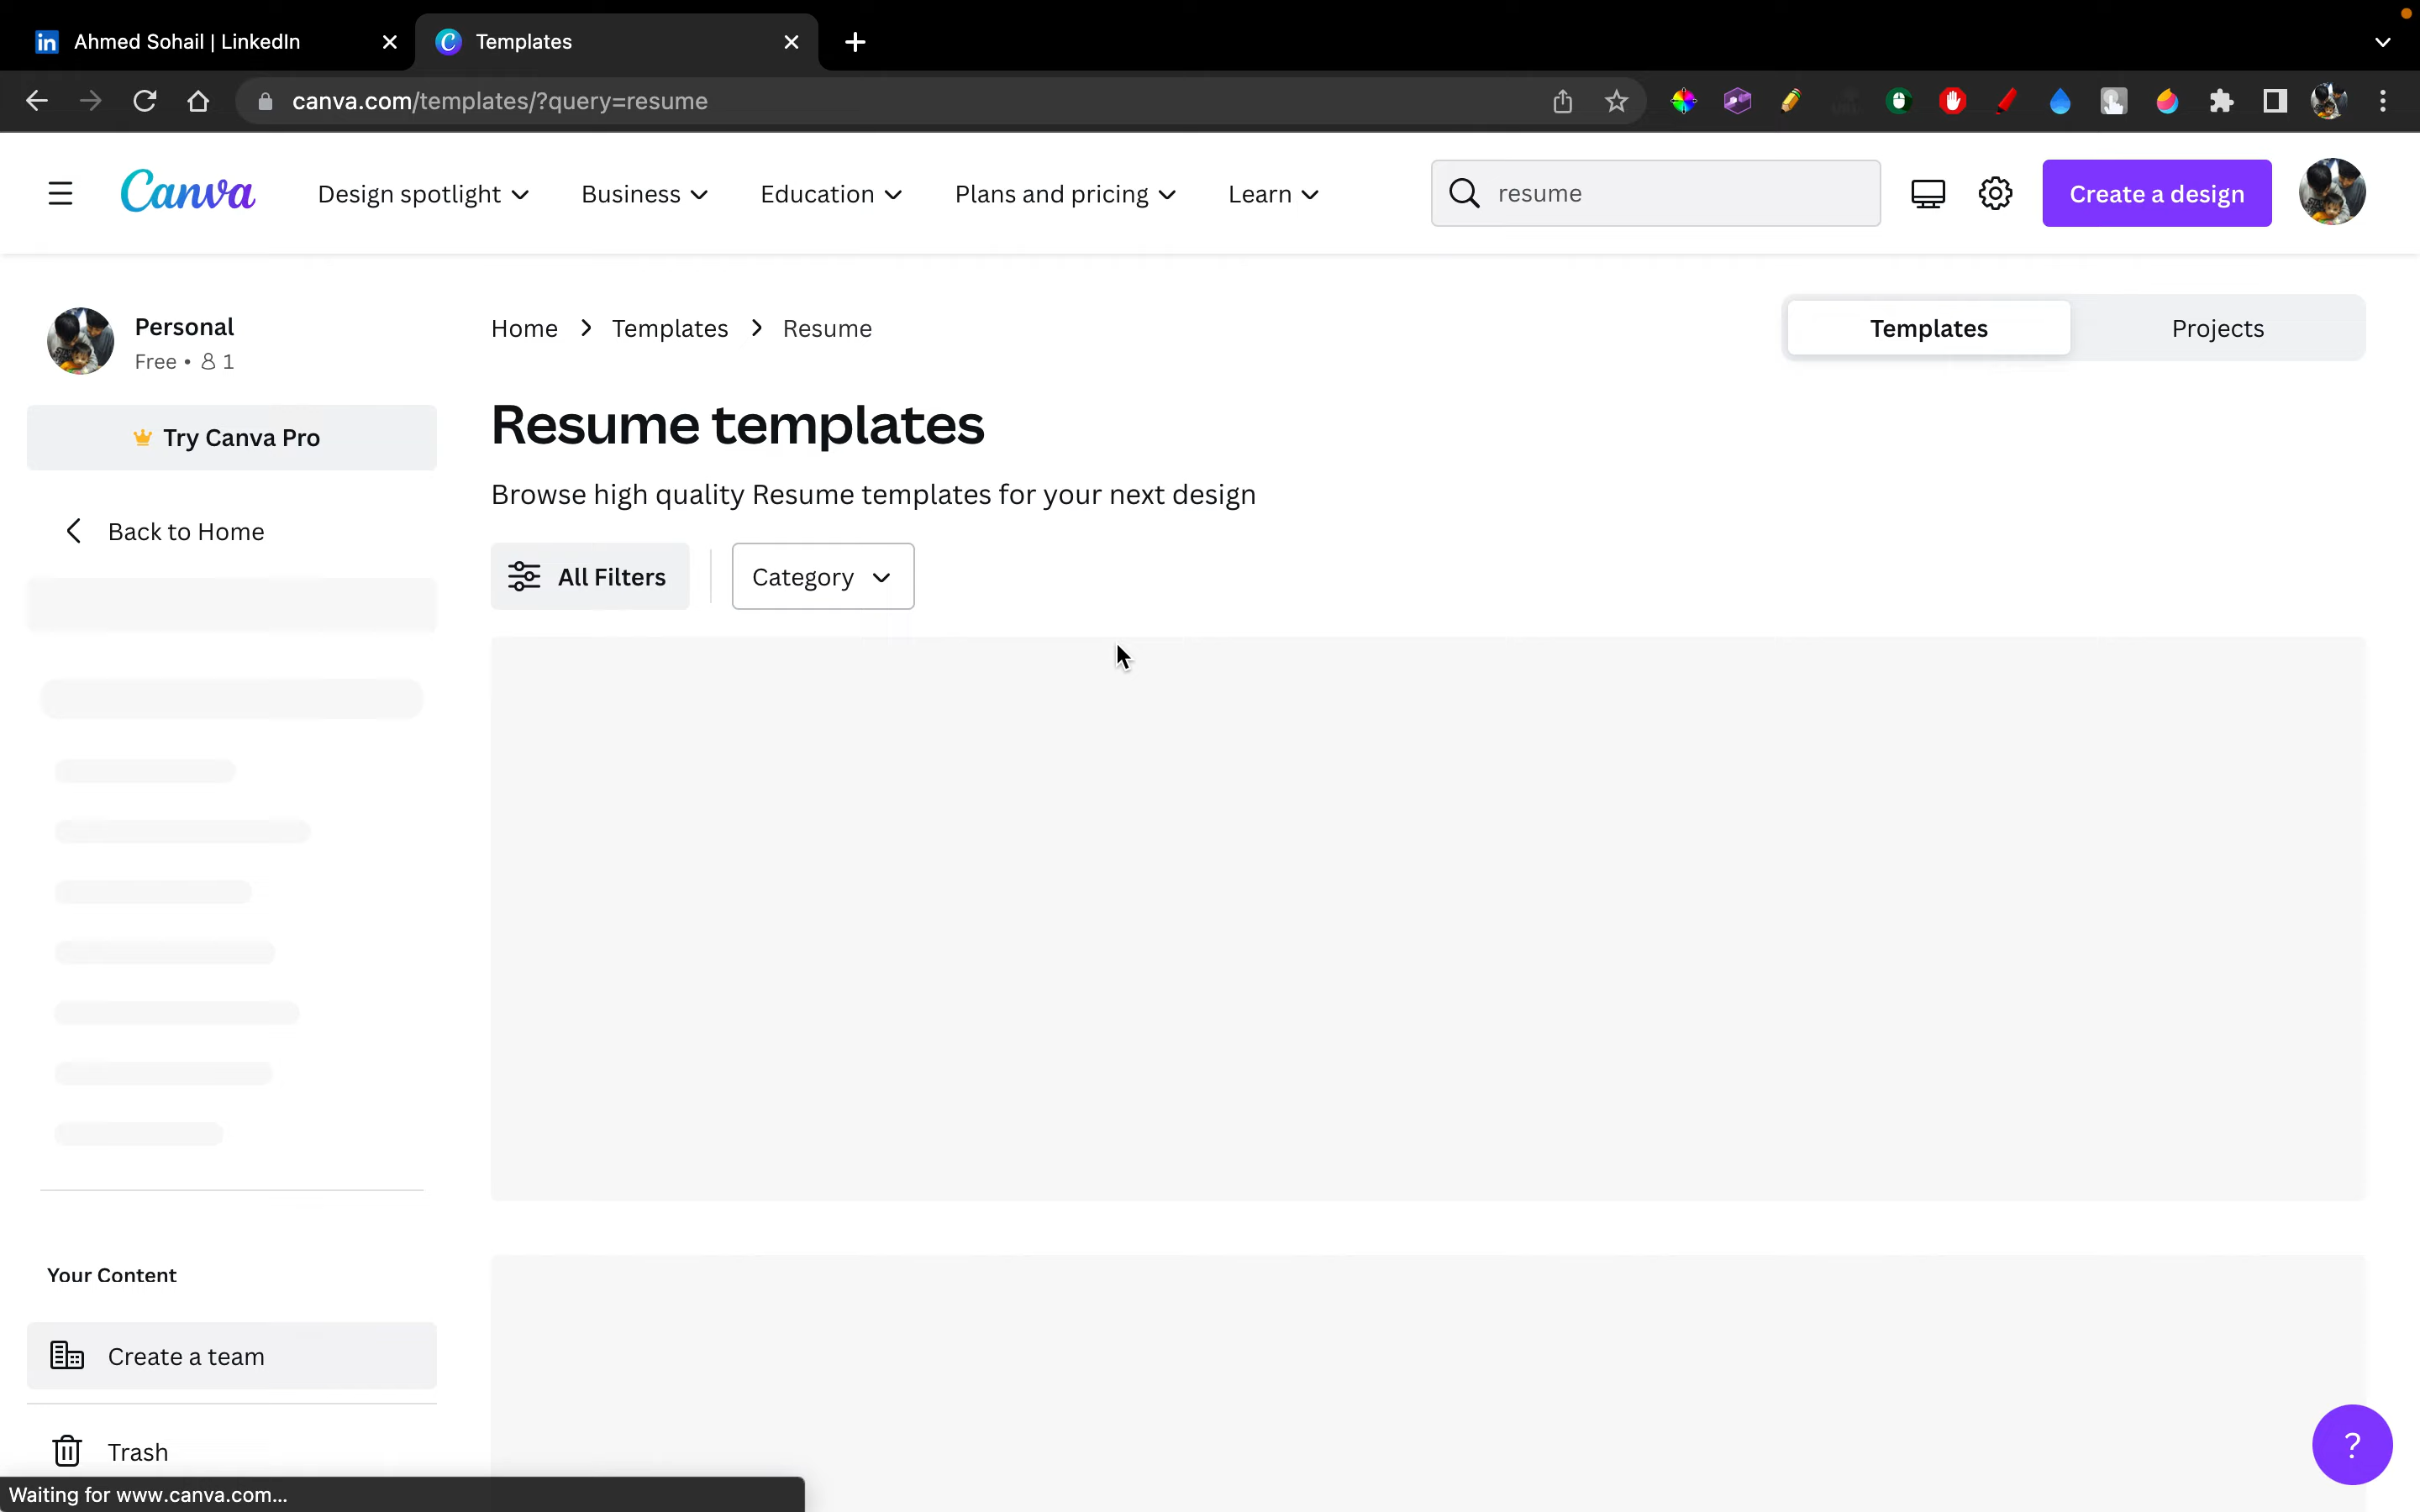 Ahmed Sohail | LinkedIn
Templates
canva.com/templates/?query=resume
Canva
Design spotlight
Business
Education
Plans and pricing
Learn
resume
Create a design
Personal
Free • 1
Home > Templates > Resume
Templates
Projects
Try Canva Pro
Resume templates
Browse high quality Resume templates for your next design
Back to Home
All Filters
Category
Your Content
Create a team
Trash
?
Waiting for www.canva.com...